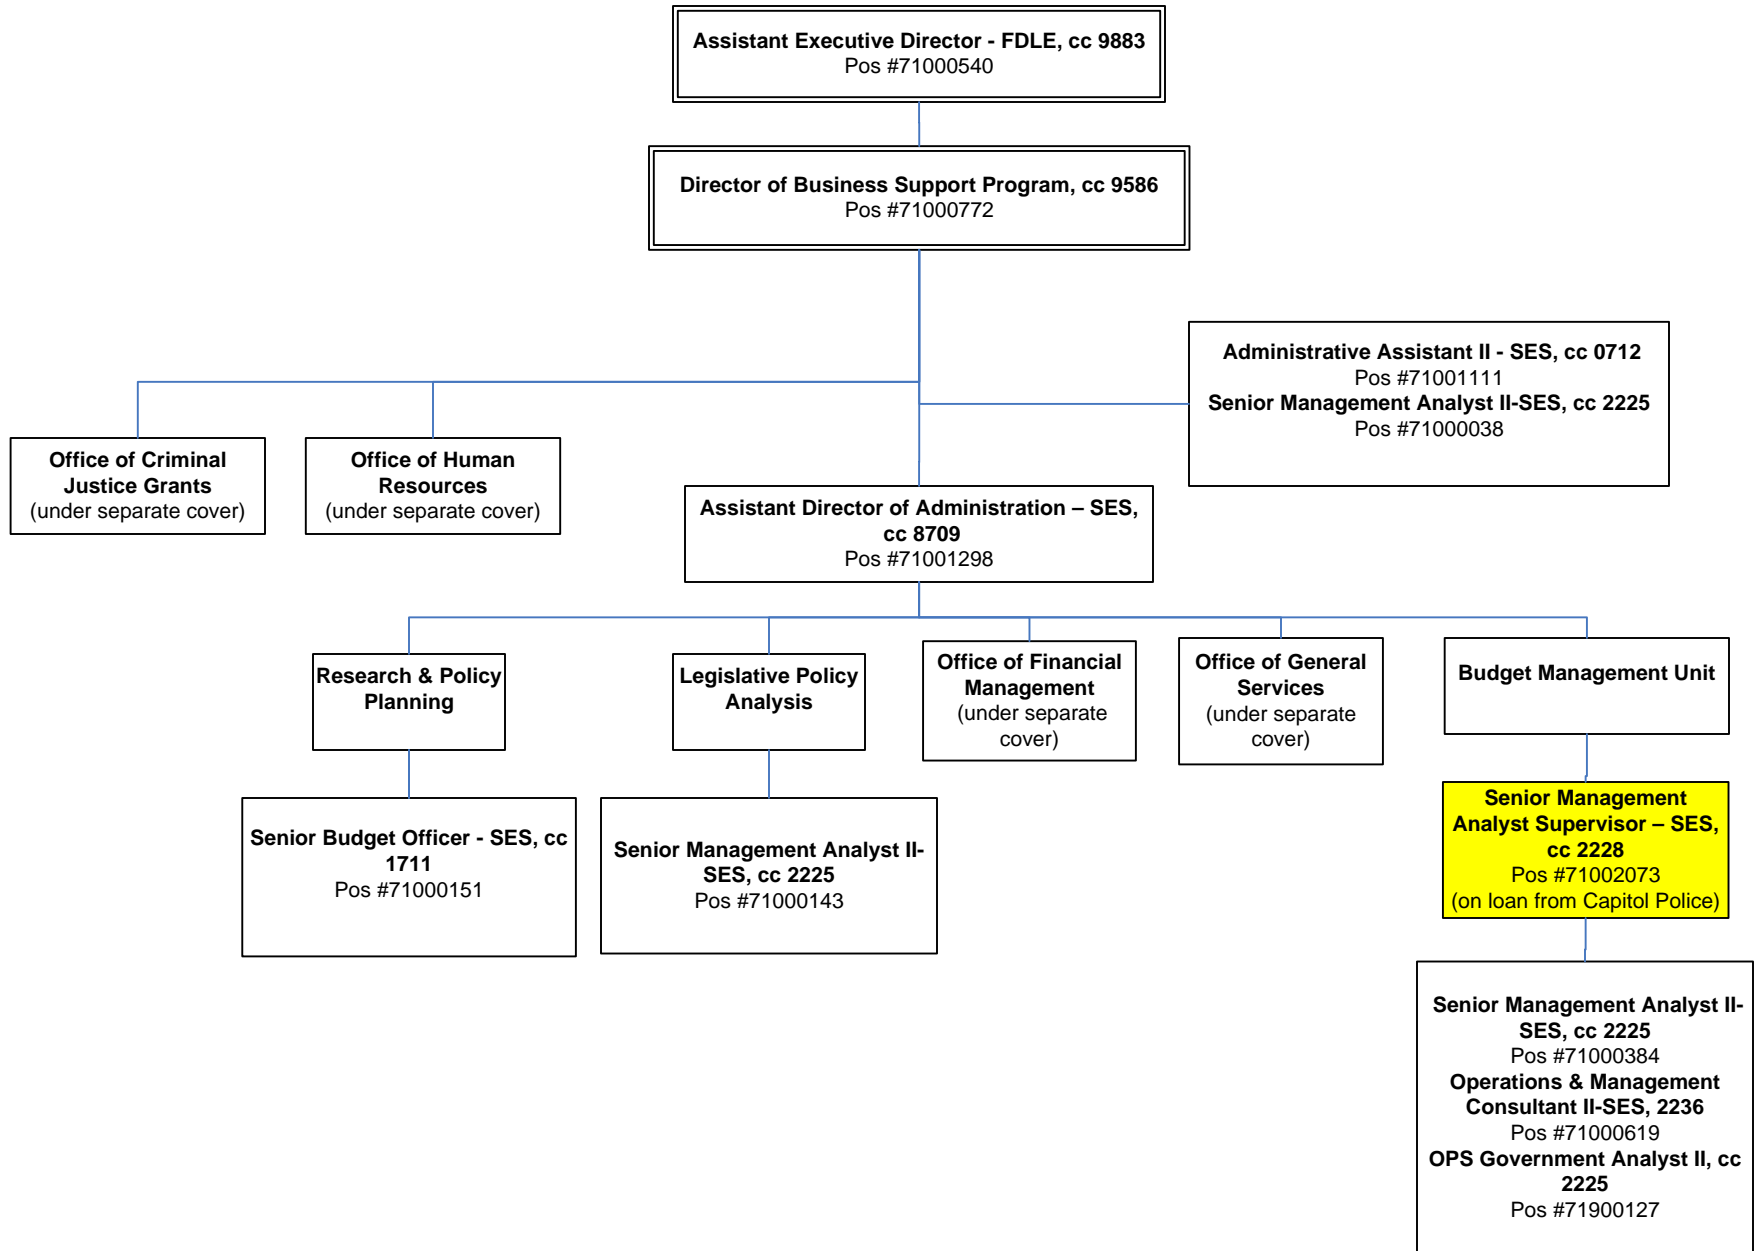 Assistant Executive Director - FDLE, cc 9883
Pos #71000540
Director of Business Support Program, cc 9586
Pos #71000772
Administrative Assistant II - SES, cc 0712
Pos #71001111
Senior Management Analyst II-SES, cc 2225
Pos #71000038
Office of Criminal
Justice Grants
(under separate cover)
Office of Human
Resources
(under separate cover)
Assistant Director of Administration – SES,
cc 8709
Pos #71001298
Research & Policy
Planning
Legislative Policy
Analysis
Office of Financial
Management
(under separate
cover)
Office of General
Services
(under separate
cover)
Budget Management Unit
Senior Budget Officer - SES, cc
1711
Pos #71000151
Senior Management Analyst II-
SES, cc 2225
Pos #71000143
Senior Management
Analyst Supervisor – SES,
cc 2228
Pos #71002073
(on loan from Capitol Police)
Senior Management Analyst II-
SES, cc 2225
Pos #71000384
Operations & Management
Consultant II-SES, 2236
Pos #71000619
OPS Government Analyst II, cc
2225
Pos #71900127